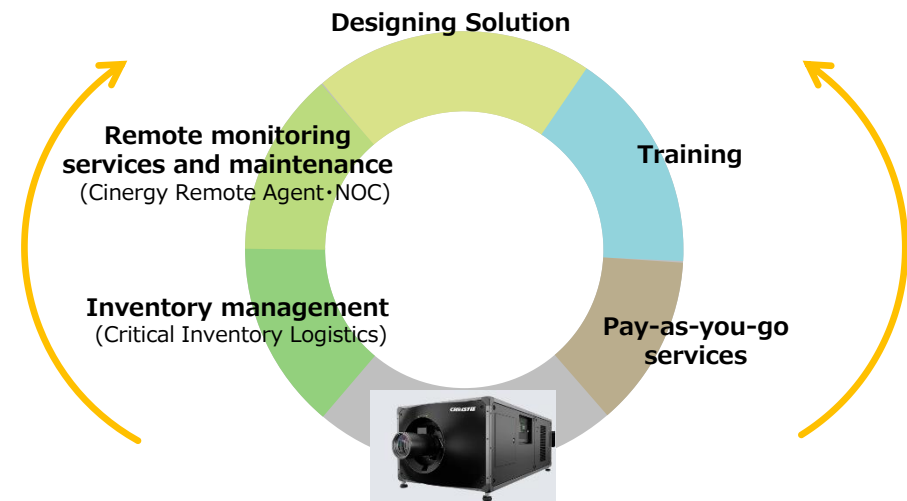 Designing Solution
Remote monitoring
services and maintenance
(Cinergy Remote Agent･NOC)
Training
Inventory management
(Critical Inventory Logistics)
Pay-as-you-go
services
CHRISTIE